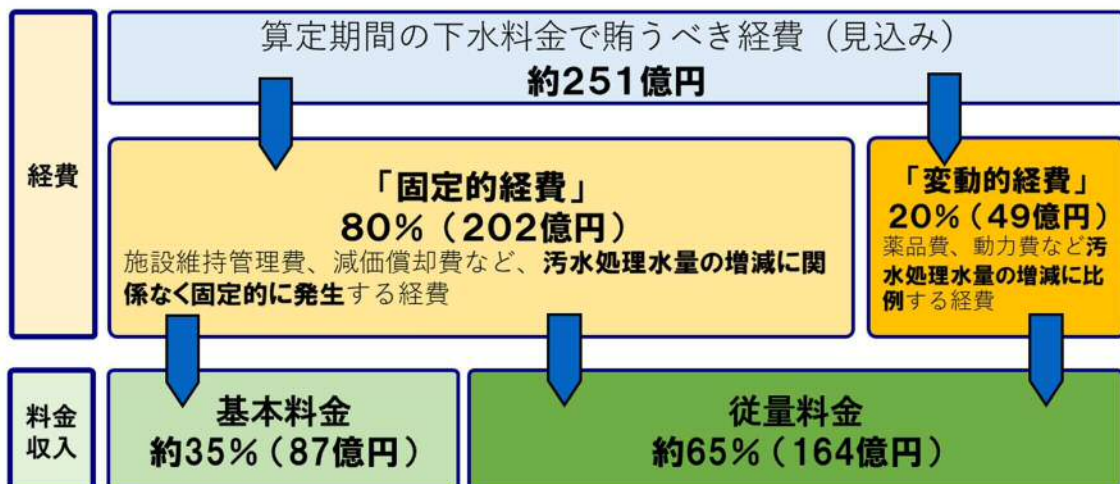 経費
算定期間の下水料金で賄うべき経費（見込み）
約251億円
「固定的経費」
80%（202億円）
施設維持管理費、減価償却費など、汚水処理水量の増減に関
係なく固定的に発生する経費
「変動的経費」
20%（49億円）
薬品費、動力費など汚
水処理水量の増減に比
例する経費
料金
収入
基本料金
約35%（87億円）
従量料金
約65%（164億円）